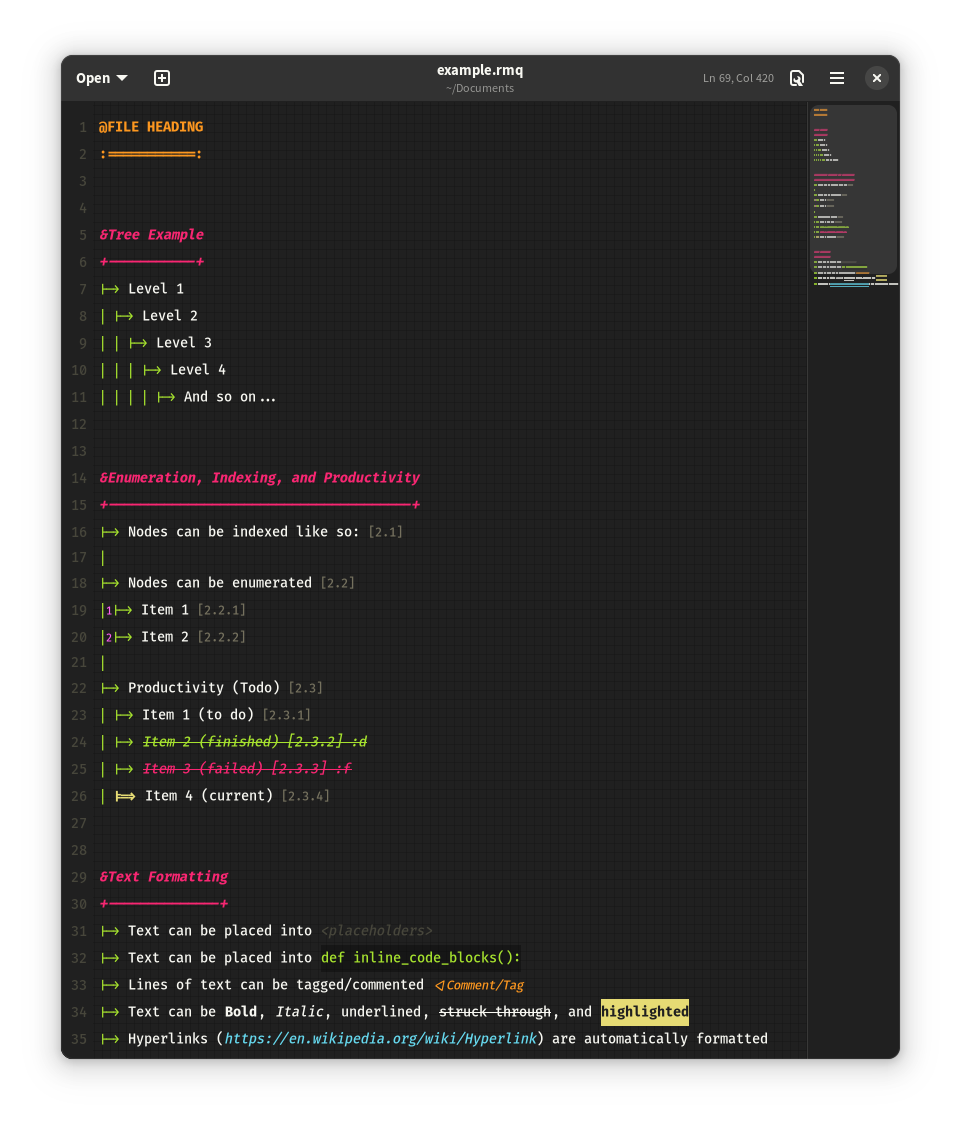 Open
example.rmq
~/Documents
Ln 69, Col 420
1 @FILE HEADING
2 :===========:
3
4
5 &Tree Example
6 +-----------+
7 |--> Level 1
8 | |--> Level 2
9 | | |--> Level 3
10 | | | |--> Level 4
11 | | | | |--> And so on...
12
13
14 &Enumeration, Indexing, and Productivity
15 +--------------------------------------+
16 |--> Nodes can be indexed like so: [2.1]
17 |
18 |--> Nodes can be enumerated [2.2]
19 |1|--> Item 1 [2.2.1]
20 |2|--> Item 2 [2.2.2]
21 |
22 |--> Productivity (Todo) [2.3]
23 | |--> Item 1 (to do) [2.3.1]
24 | |--> Item 2 (finished) [2.3.2] :d
25 | |--> Item 3 (failed) [2.3.3] :f
26 | |==> Item 4 (current) [2.3.4]
27
28
29 &Text Formatting
30 +--------------+
31 |--> Text can be placed into <placeholders>
32 |--> Text can be placed into def inline_code_blocks():
33 |--> Lines of text can be tagged/commented ◁ Comment/Tag
34 |--> Text can be Bold, Italic, underlined, struck through, and highlighted
35 |--> Hyperlinks (https://en.wikipedia.org/wiki/Hyperlink) are automatically formatted